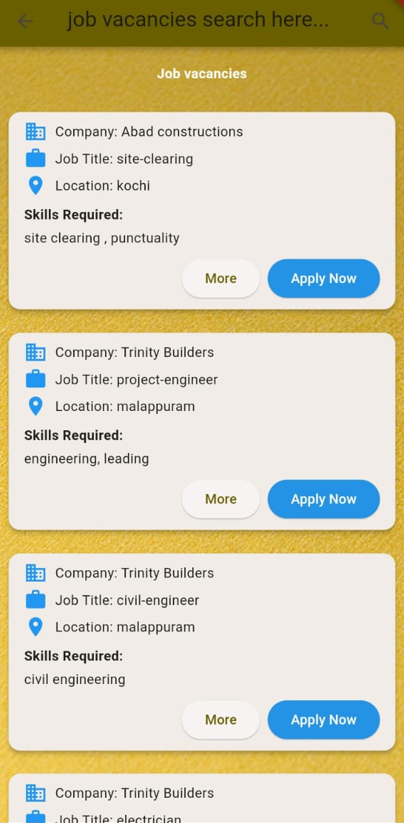 job vacancies search here...
Job vacancies
Company: Abad constructions
Job Title: site-clearing
Location: kochi
Skills Required:
site clearing , punctuality
More Apply Now
Company: Trinity Builders
Job Title: project-engineer
Location: malappuram
Skills Required:
engineering, leading
More Apply Now
Company: Trinity Builders
Job Title: civil-engineer
Location: malappuram
Skills Required:
civil engineering
More Apply Now
Company: Trinity Builders
Job Title: electrician